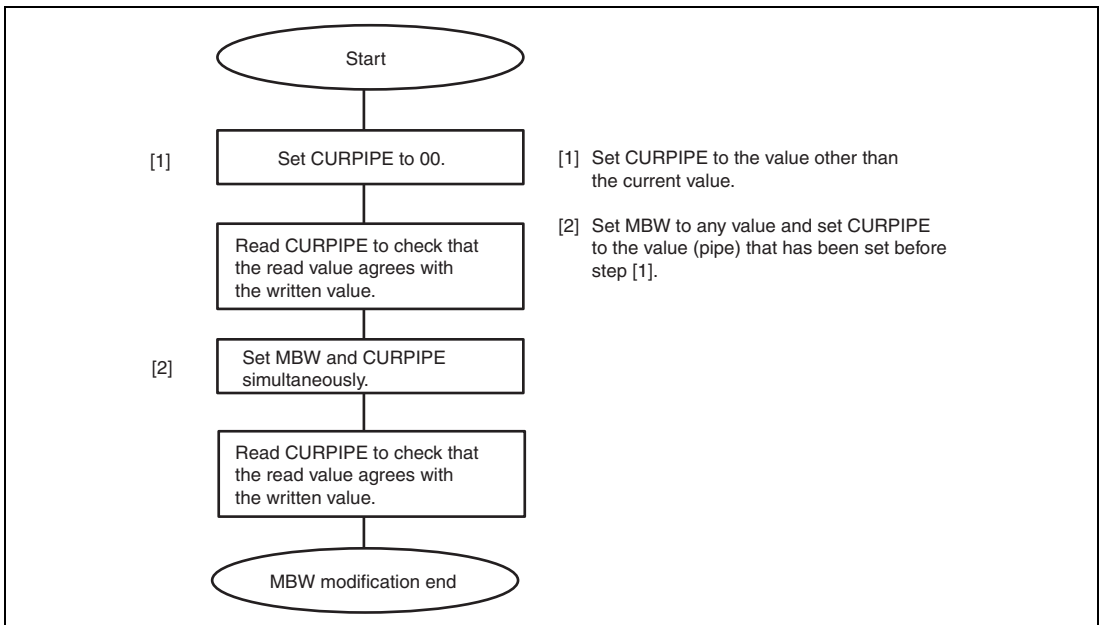 Start
[1]
Set CURPIPE to 00.
[1] Set CURPIPE to the value other than
the current value.
Read CURPIPE to check that
the read value agrees with
the written value.
[2] Set MBW to any value and set CURPIPE
to the value (pipe) that has been set before
step [1].
[2]
Set MBW and CURPIPE
simultaneously.
Read CURPIPE to check that
the read value agrees with
the written value.
MBW modification end